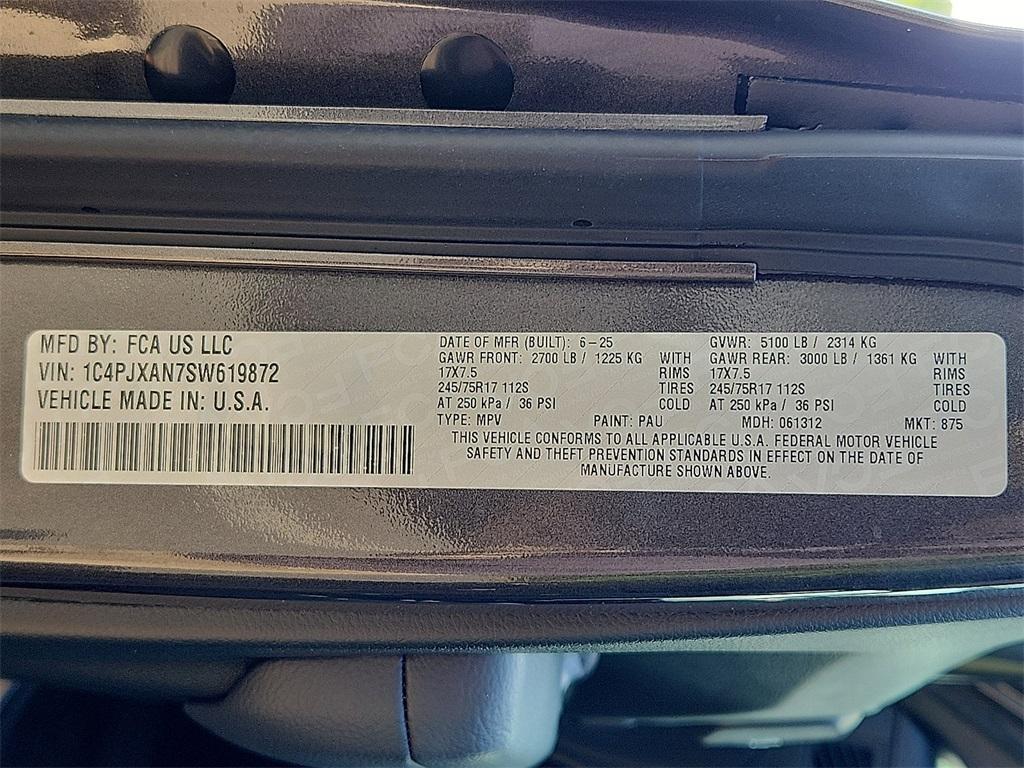 MFD BY: FCA US LLC
VIN: 1C4PJXAN7SW619872
VEHICLE MADE IN: U.S.A.
DATE OF MFR (BUILT): 6-25 GVWR: 5100 LB / 2314 KG
GAWR FRONT: 2700 LB / 1225 KG WITH GAWR REAR: 3000 LB / 1361 KG WITH
17X7.5 RIMS 17X7.5 RIMS
245/75R17 112S TIRES 245/75R17 112S TIRES
AT 250 kPa / 36 PSI COLD AT 250 kPa / 36 PSI COLD
TYPE: MPV PAINT: PAU MDH: 061312 MKT: 875
THIS VEHICLE CONFORMS TO ALL APPLICABLE U.S.A. FEDERAL MOTOR VEHICLE
SAFETY AND THEFT PREVENTION STANDARDS IN EFFECT ON THE DATE OF
MANUFACTURE SHOWN ABOVE.